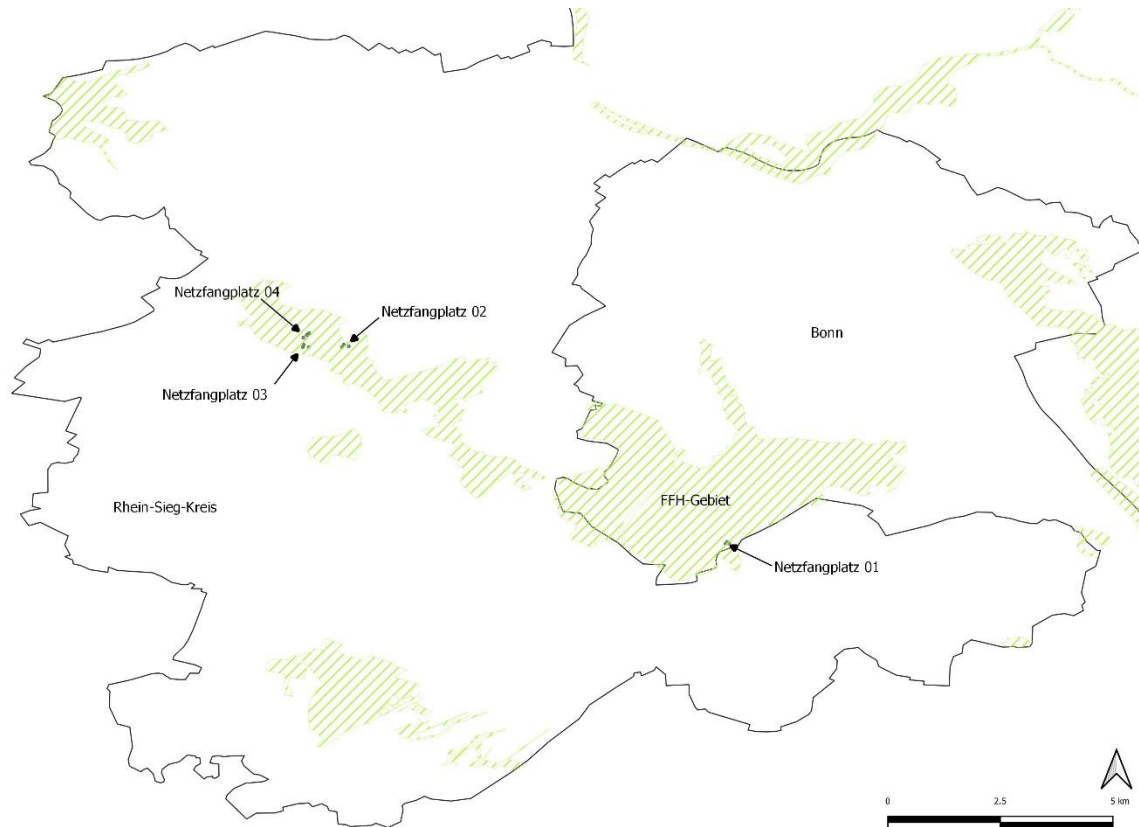 Netzfangplatz 04
Netzfangplatz 02
Bonn
Netzfangplatz 03
Rhein-Sieg-Kreis
FFH-Gebiet
Netzfangplatz 01
0 2.5 5 km